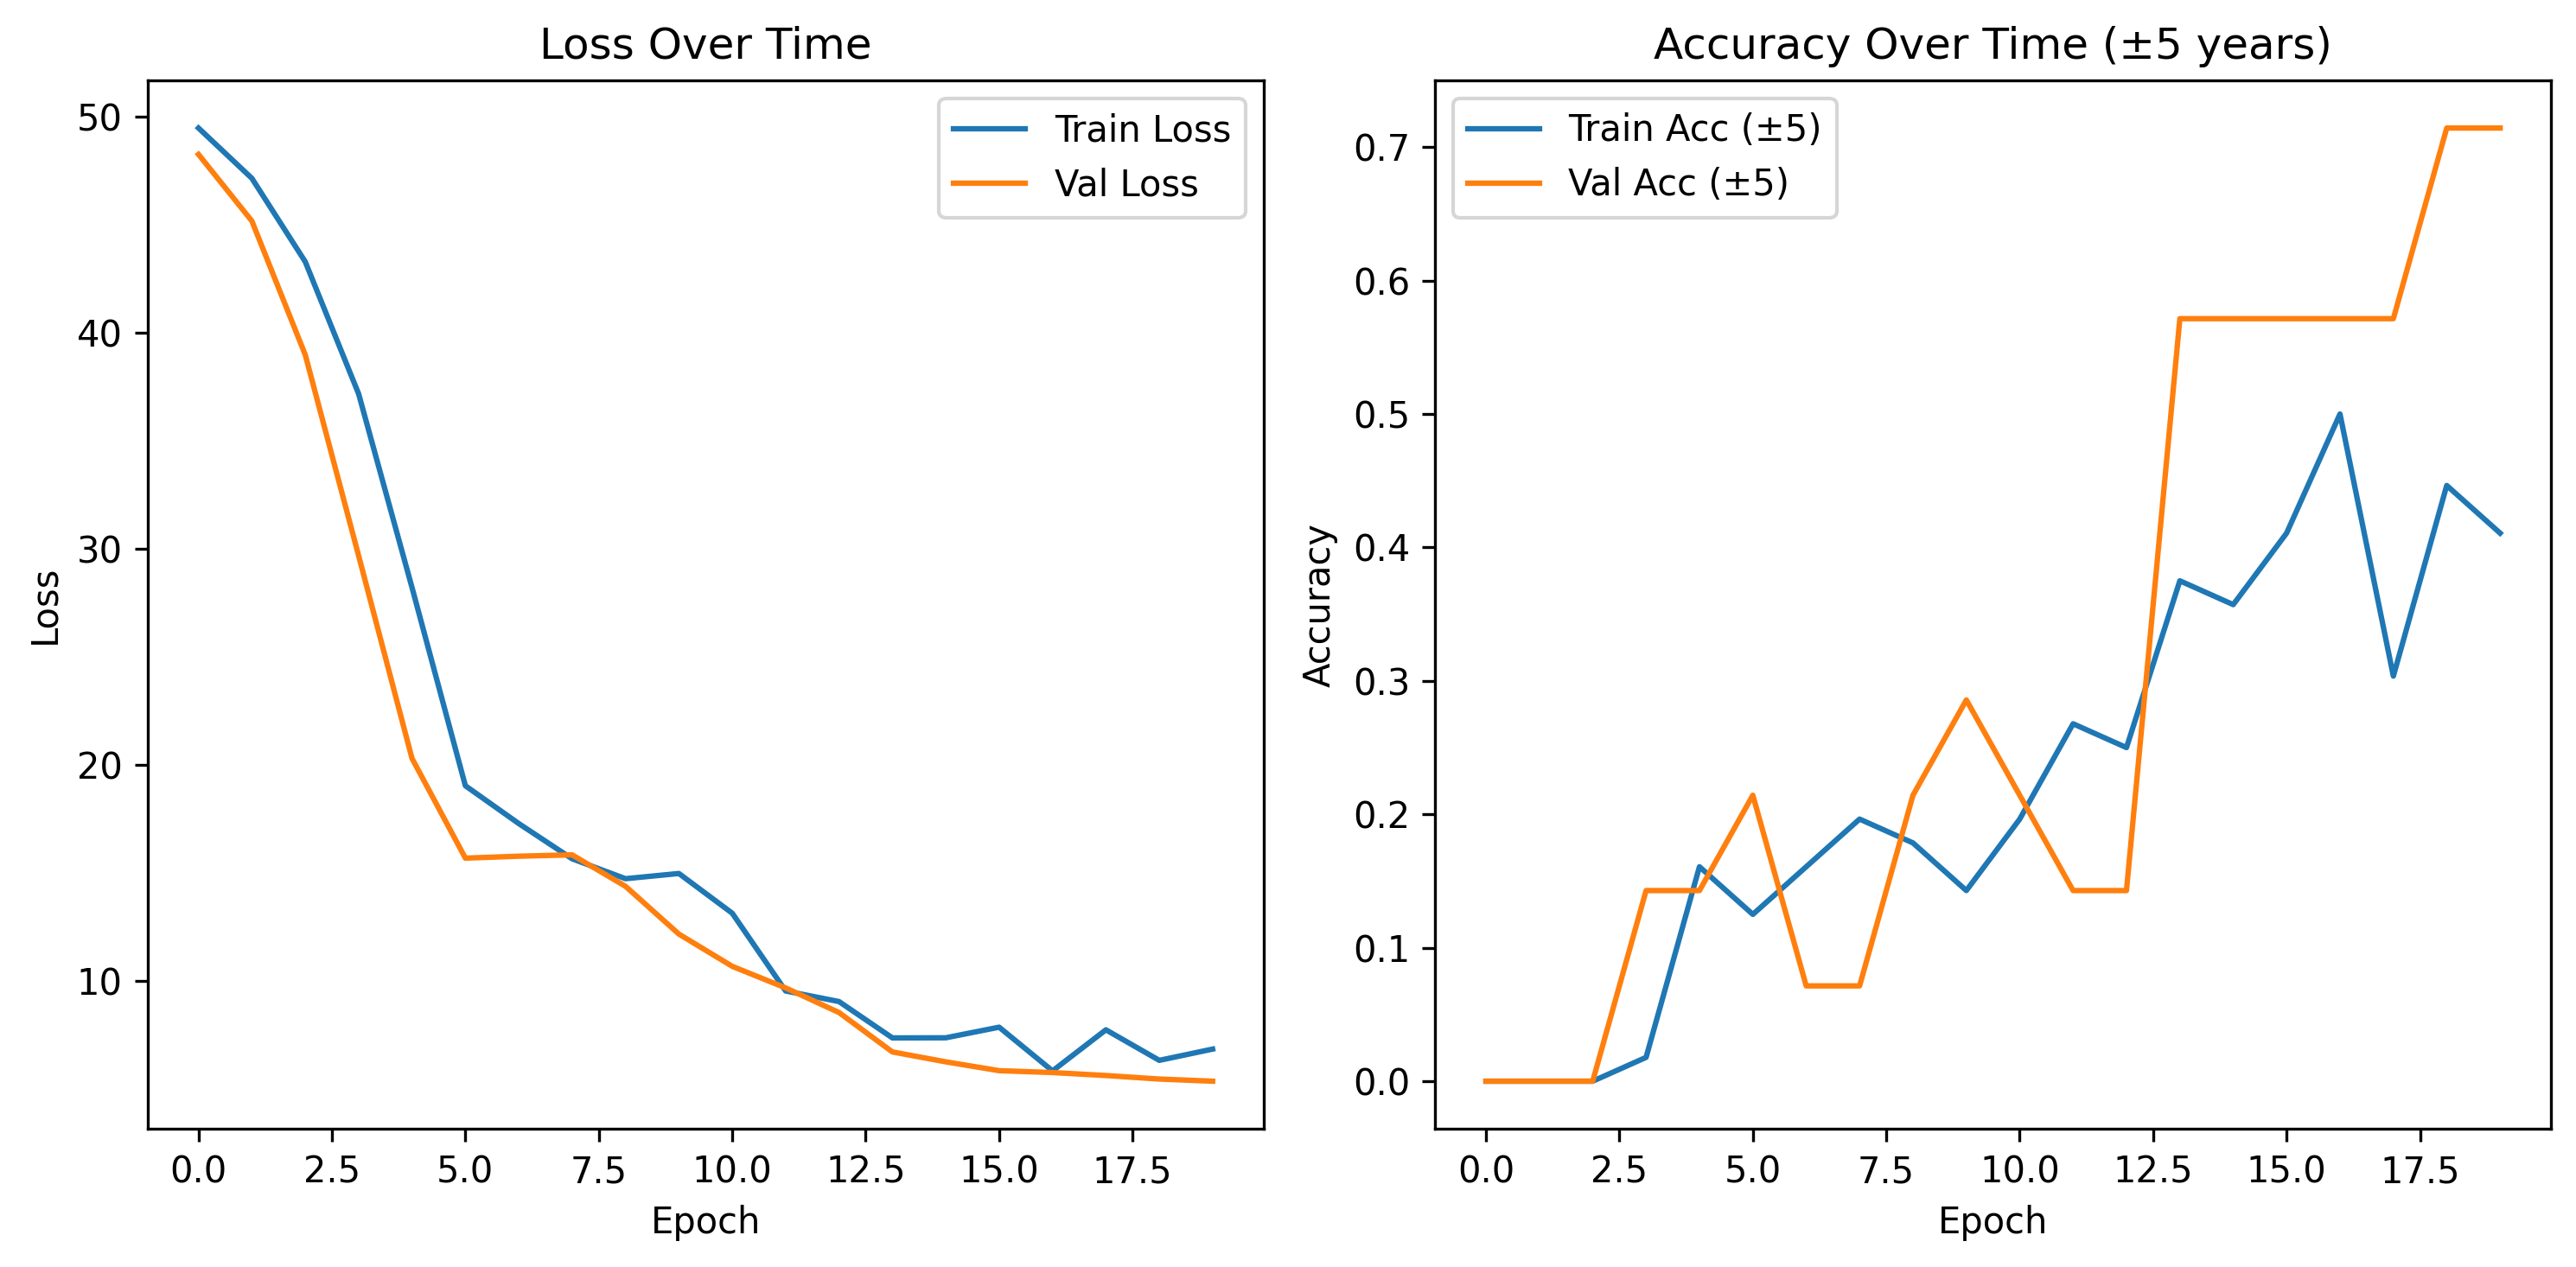 Loss Over Time
Train Loss
Val Loss
50
40
30
20
10
Loss
0.0 2.5 5.0 7.5 10.0 12.5 15.0 17.5
Epoch
Accuracy Over Time (±5 years)
Train Acc (±5)
Val Acc (±5)
0.7
0.6
0.5
0.4
0.3
0.2
0.1
0.0
Accuracy
0.0 2.5 5.0 7.5 10.0 12.5 15.0 17.5
Epoch